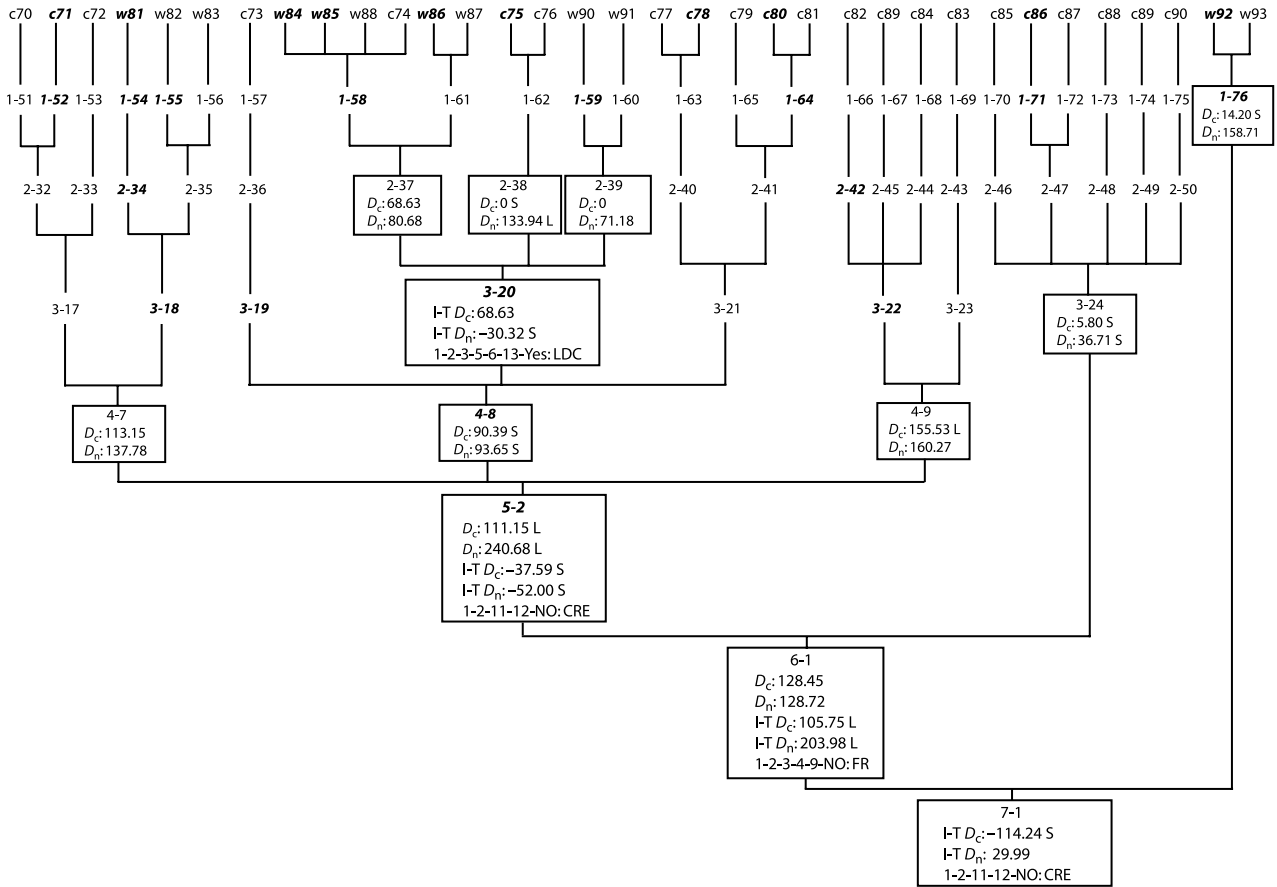 c70 c71 c72 w81 w82 w83 c73 w84 w85 w88 c74 w86 w87 c75 c76 w90 w91 c77 c78 c79 c80 c81 c82 c89 c84 c83 c85 c86 c87 c88 c89 c90 w92 w93
1-51 1-52 1-53 1-54 1-55 1-56 1-57 1-58 1-61 1-62 1-59 1-60 1-63 1-65 1-64 1-66 1-67 1-68 1-69 1-70 1-71 1-72 1-73 1-74 1-75
1-76
Dc: 14.20 S
Dn: 158.71
2-32 2-33 2-34 2-35 2-36
2-37
Dc: 68.63
Dn: 80.68
2-38
Dc: 0 S
Dn: 133.94 L
2-39
Dc: 0
Dn: 71.18
2-40 2-41 2-42 2-45 2-44 2-43 2-46 2-47 2-48 2-49 2-50
3-17 3-18 3-19
3-20
I-T Dc: 68.63
I-T Dn: –30.32 S
1-2-3-5-6-13-Yes: LDC
3-21 3-22 3-23
3-24
Dc: 5.80 S
Dn: 36.71 S
4-7
Dc: 113.15
Dn: 137.78
4-8
Dc: 90.39 S
Dn: 93.65 S
4-9
Dc: 155.53 L
Dn: 160.27
5-2
Dc: 111.15 L
Dn: 240.68 L
I-T Dc: –37.59 S
I-T Dn: –52.00 S
1-2-11-12-NO: CRE
6-1
Dc: 128.45
Dn: 128.72
I-T Dc: 105.75 L
I-T Dn: 203.98 L
1-2-3-4-9-NO: FR
7-1
I-T Dc: –114.24 S
I-T Dn: 29.99
1-2-11-12-NO: CRE